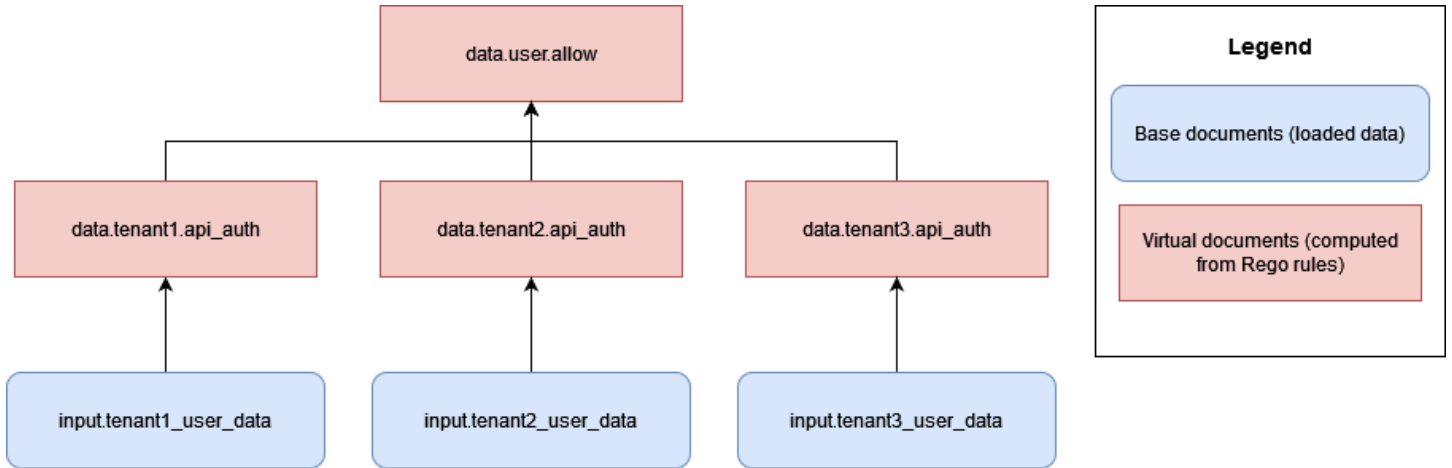 data.user.allow
data.tenant1.api_auth
data.tenant2.api_auth
data.tenant3.api_auth
input.tenant1_user_data
input.tenant2_user_data
input.tenant3_user_data
Legend
Base documents (loaded data)
Virtual documents (computed
from Rego rules)